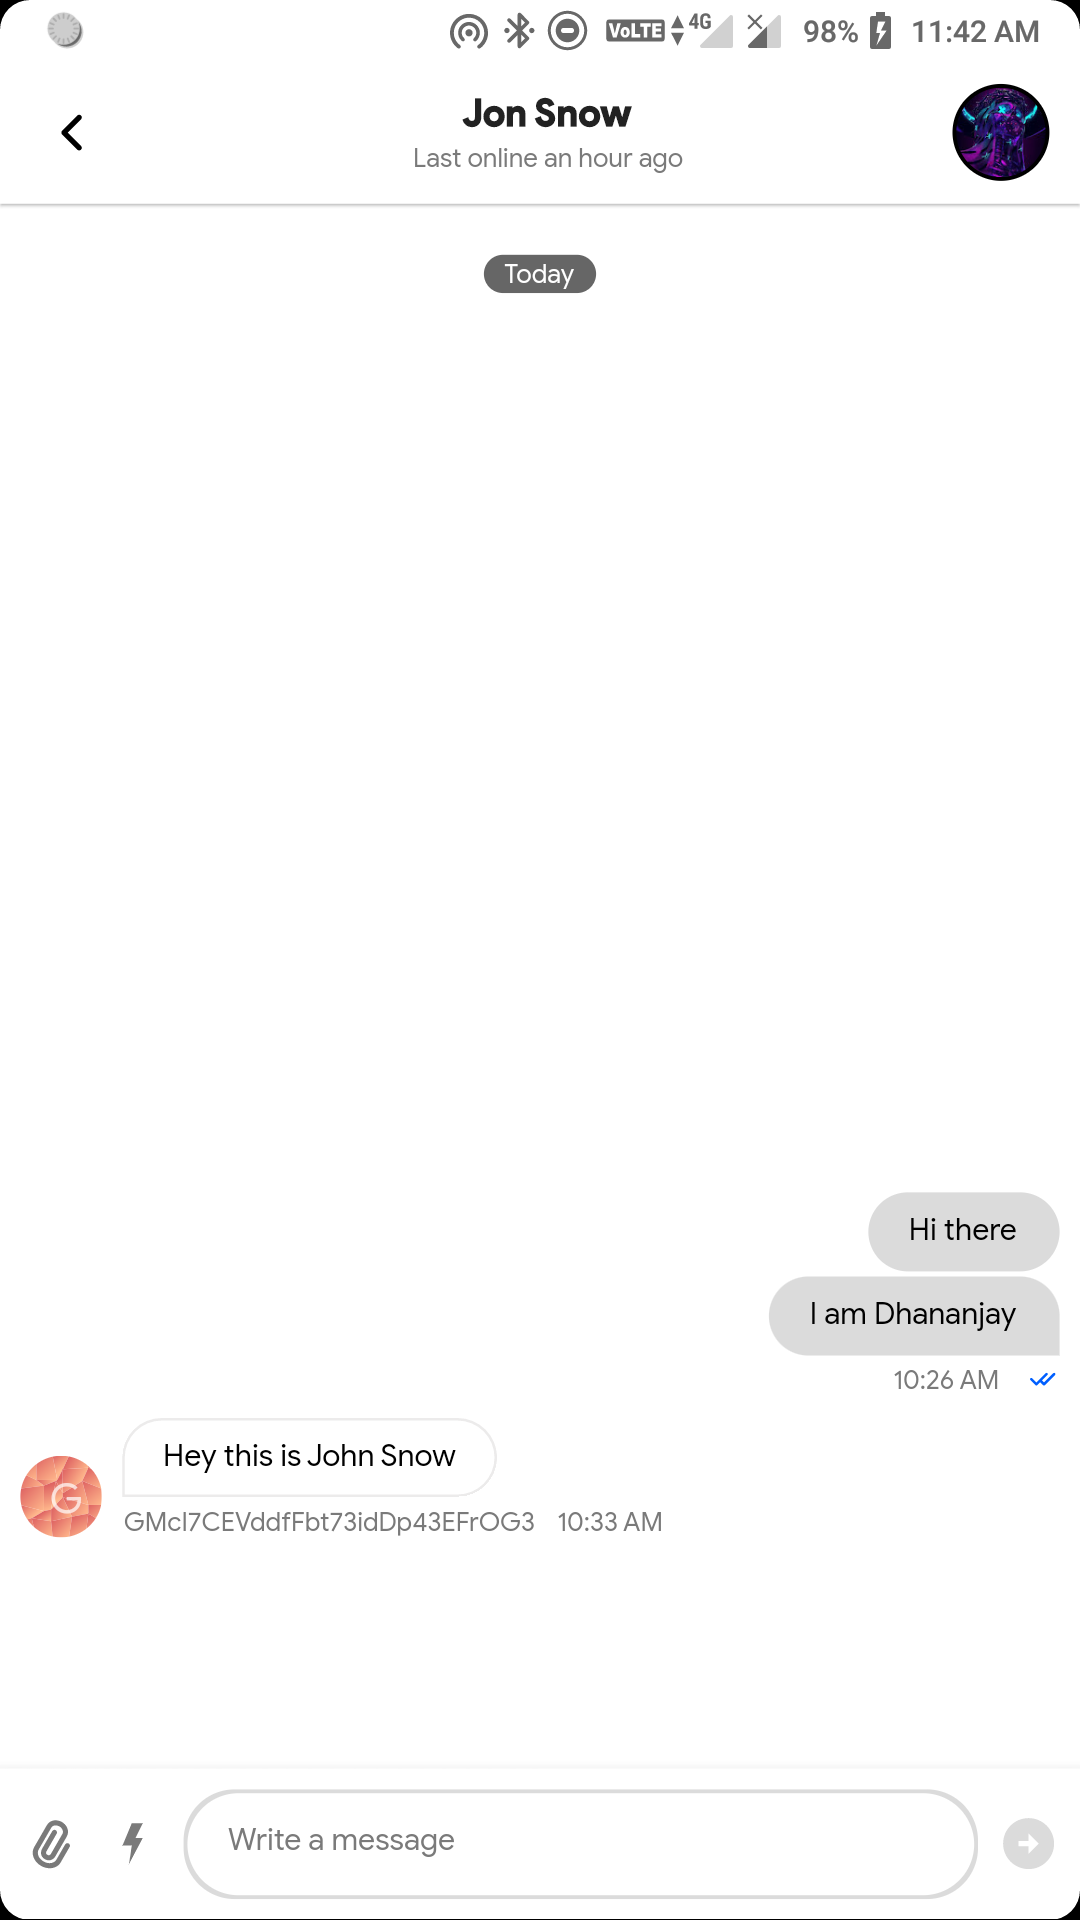 VoLTE 4G 98% 11:42 AM
Jon Snow
Last online an hour ago
Today
Hi there
I am Dhananjay
10:26 AM
Hey this is John Snow
G
GMcI7CEVddfFbt73idDp43EFrOG3 10:33 AM
Write a message